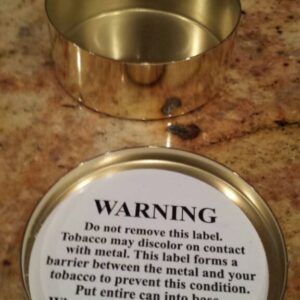 WARNING
Do not remove this label.
Tobacco may discolor on contact
with metal. This label forms a
barrier between the metal and your
tobacco to prevent this condition.
Put entire can into